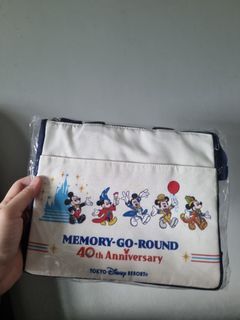 MEMORY-GO-ROUND
40th Anniversary
TOKYO Disney RESORT®